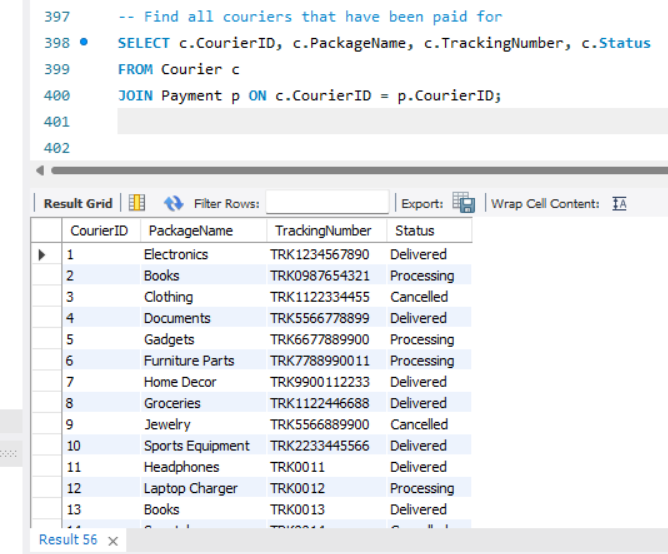 397 -- Find all couriers that have been paid for
398 SELECT c.CourierID, c.PackageName, c.TrackingNumber, c.Status
399 FROM Courier c
400 JOIN Payment p ON c.CourierID = p.CourierID;
401
402
Result Grid Filter Rows: Export: Wrap Cell Content:
CourierID PackageName TrackingNumber Status
1 Electronics TRK1234567890 Delivered
2 Books TRK0987654321 Processing
3 Clothing TRK1122334455 Cancelled
4 Documents TRK5566778899 Delivered
5 Gadgets TRK6677889900 Processing
6 Furniture Parts TRK7788990011 Processing
7 Home Decor TRK9900112233 Delivered
8 Groceries TRK1122446688 Delivered
9 Jewelry TRK5566889900 Cancelled
10 Sports Equipment TRK2233445566 Delivered
11 Headphones TRK0011 Delivered
12 Laptop Charger TRK0012 Processing
13 Books TRK0013 Delivered
Result 56